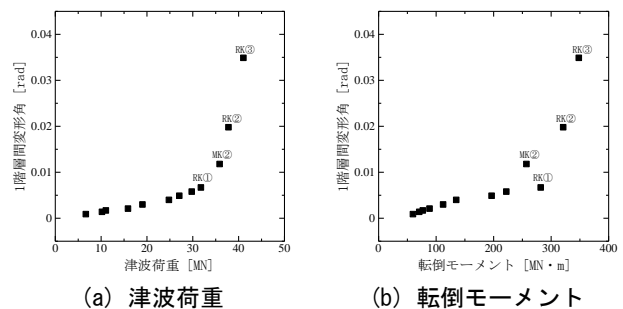 0.04
0.03
0.02
0.01
0
1階層間変形角 [rad]
RK③
RK②
MK②
RK①
0 10 20 30 40 50
津波荷重 [MN]
(a) 津波荷重
0.04
0.03
0.02
0.01
0
1階層間変形角 [rad]
RK③
RK②
MK②
RK①
0 100 200 300 400
転倒モーメント [MN・m]
(b) 転倒モーメント